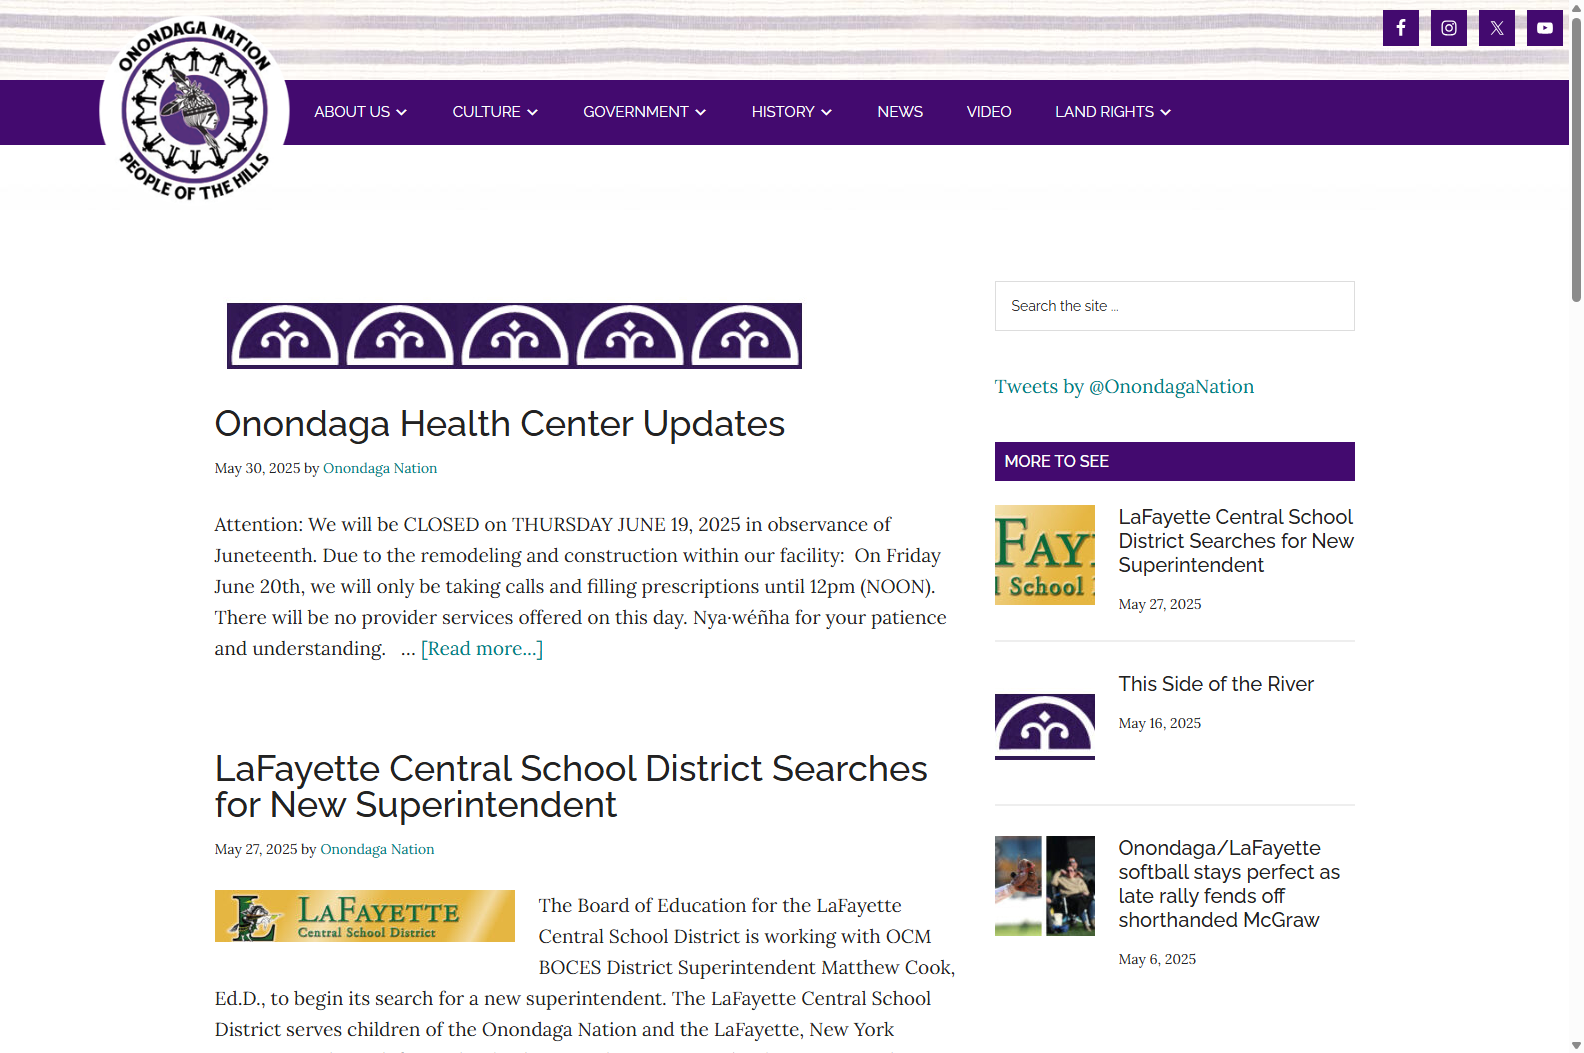 ONONDAGA NATION
PEOPLE OF THE HILLS
ABOUT US
CULTURE
GOVERNMENT
HISTORY
NEWS
VIDEO
LAND RIGHTS
Onondaga Health Center Updates
May 30, 2025 by Onondaga Nation
Attention: We will be CLOSED on THURSDAY JUNE 19, 2025 in observance of
Juneteenth. Due to the remodeling and construction within our facility:  On Friday
June 20th, we will only be taking calls and filling prescriptions until 12pm (NOON).
There will be no provider services offered on this day. Nya·wéñha for your patience
and understanding.   ... [Read more...]
LaFayette Central School District Searches
for New Superintendent
May 27, 2025 by Onondaga Nation
LAFAYETTE
Central School District
The Board of Education for the LaFayette
Central School District is working with OCM
BOCES District Superintendent Matthew Cook,
Ed.D., to begin its search for a new superintendent. The LaFayette Central School
District serves children of the Onondaga Nation and the LaFayette, New York
Search the site ...
Tweets by @OnondagaNation
MORE TO SEE
FAY
l School
LaFayette Central School
District Searches for New
Superintendent
May 27, 2025
This Side of the River
May 16, 2025
Onondaga/LaFayette
softball stays perfect as
late rally fends off
shorthanded McGraw
May 6, 2025